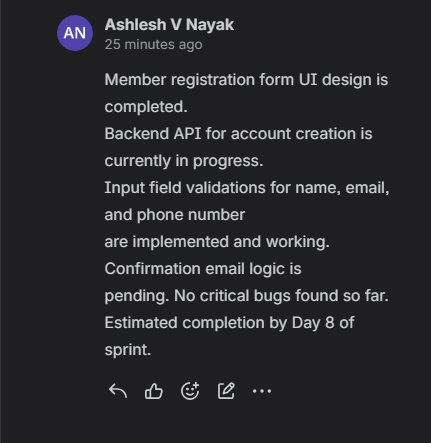 AN
Ashlesh V Nayak
25 minutes ago
Member registration form UI design is
completed.
Backend API for account creation is
currently in progress.
Input field validations for name, email,
and phone number
are implemented and working.
Confirmation email logic is
pending. No critical bugs found so far.
Estimated completion by Day 8 of
sprint.